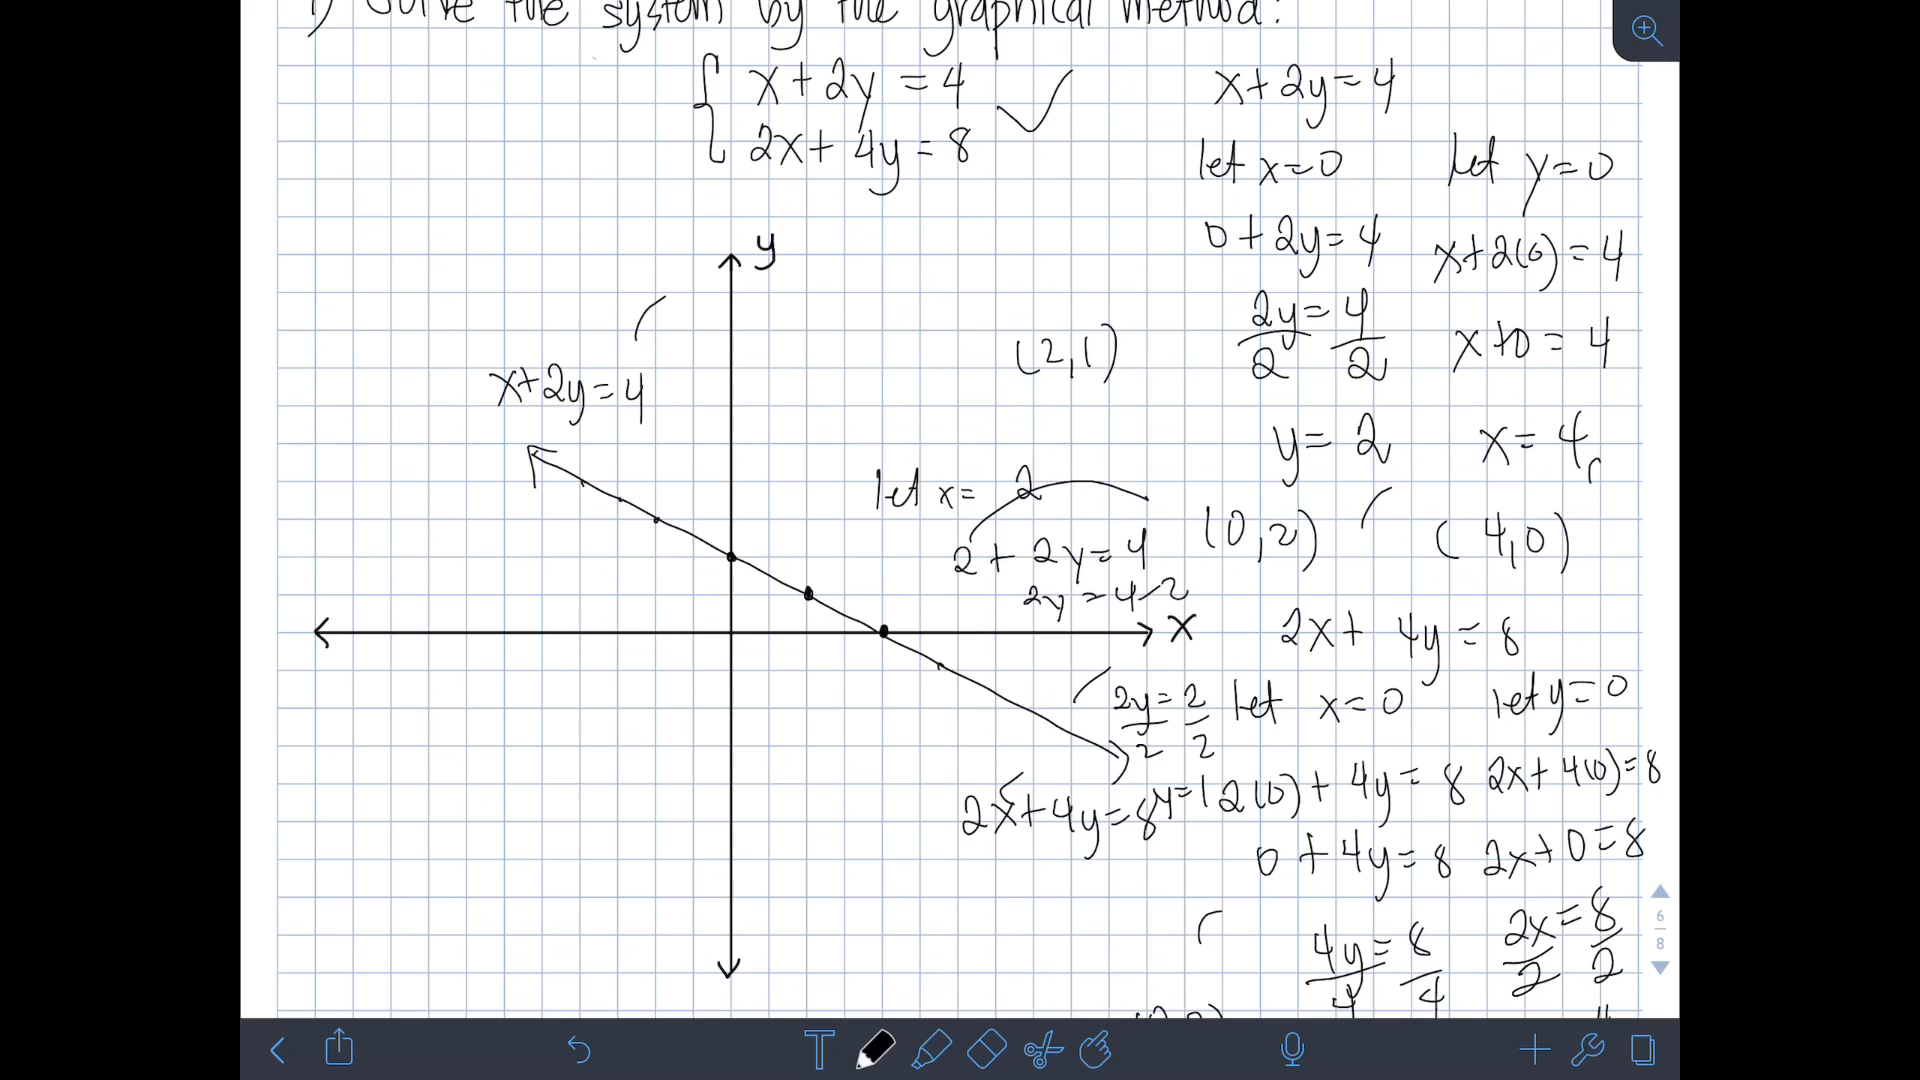 1) Solve the system by the graphical method:
x + 2y = 4
2x + 4y = 8
y
x+2y=4
(2,1)
let x = 2
2 + 2y = 4
2y = 4-2
x
2y = 2
2 2
y=1
2x+4y=8
x+2y=4
let x=0
0+2y=4
2y = 4
2 2
y= 2
(0,2)
let y=0
x+2(0)=4
x+0=4
x=4
(4,0)
2x+ 4y=8
let x=0
2(0)+4y=8
0+4y=8
4y=8
4 4
let y=0
2x+4(0)=8
2x+0=8
2x=8
2 2
6
8
T